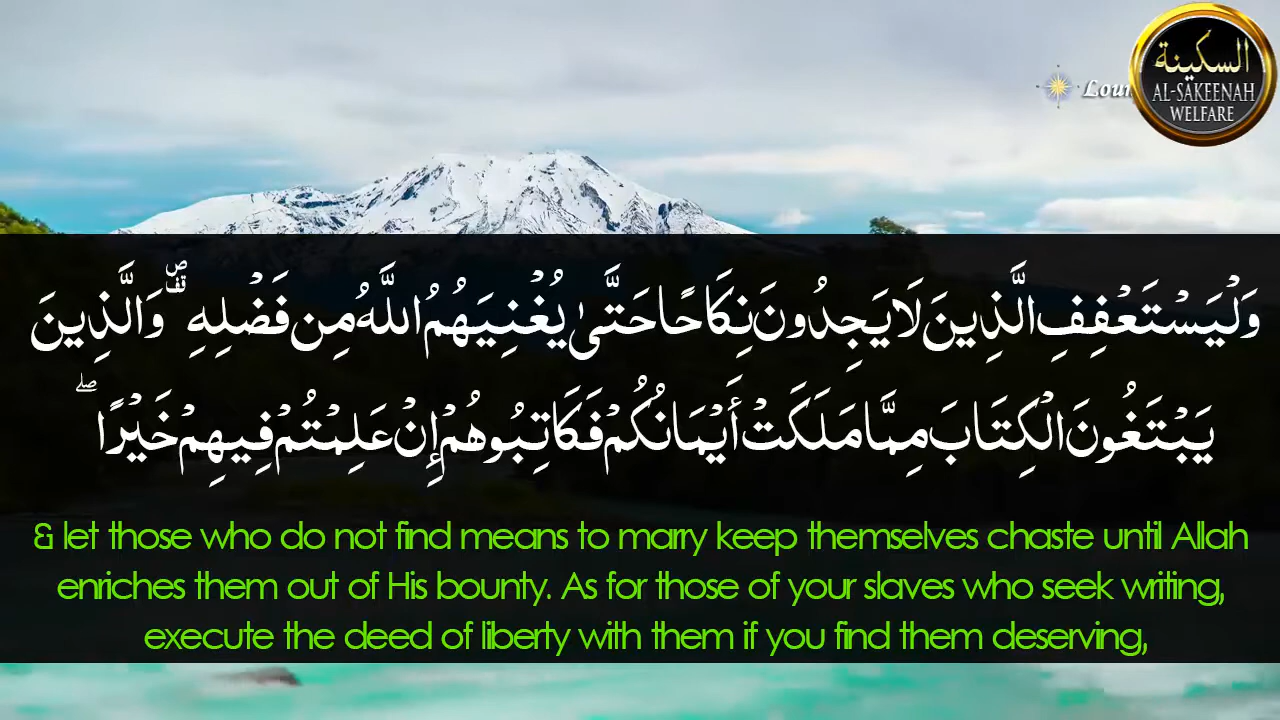 السكينة
AL-SAKEENAH
WELFARE
وَلْيَسْتَعْفِفِ الَّذِينَ لَا يَجِدُونَ نِكَاحًا حَتَّىٰ يُغْنِيَهُمُ اللَّهُ مِن فَضْلِهِ ۗ وَالَّذِينَ
يَبْتَغُونَ الْكِتَابَ مِمَّا مَلَكَتْ أَيْمَانُكُمْ فَكَاتِبُوهُمْ إِنْ عَلِمْتُمْ فِيهِمْ خَيْرًا ۖ
& let those who do not find means to marry keep themselves chaste until Allah
enriches them out of His bounty. As for those of your slaves who seek writing,
execute the deed of liberty with them if you find them deserving,